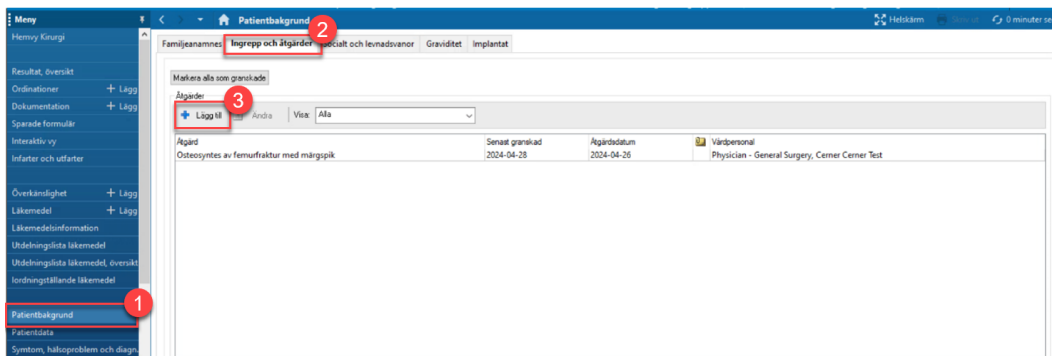 Meny
Patientbakgrund
Helskärm
0 minuter se
Hemvy Kirurgi
Resultat, översikt
Ordinationer + Lägg
Dokumentation + Lägg
Sparade formulär
Interaktiv vy
Infarter och utfarter
Överkänslighet + Lägg
Läkemedel + Lägg
Läkemedelsinformation
Utdelningslista läkemedel
Utdelningslista läkemedel, översikt
Iordningställande läkemedel
1
Patientbakgrund
Patientdata
Symtom, hälsoproblem och diagn.
2
Familjeanamnes Ingrepp och åtgärder Socialt och levnadsvanor Graviditet Implantat
Markera alla som granskade
Åtgärder
3
Lägg till Ändra Visa: Alla
Åtgärd Senast granskad Åtgärdsdatum Vårdpersonal
Osteosyntes av femurfraktur med märgspik 2024-04-28 2024-04-26 Physician - General Surgery, Cerner Cerner Test